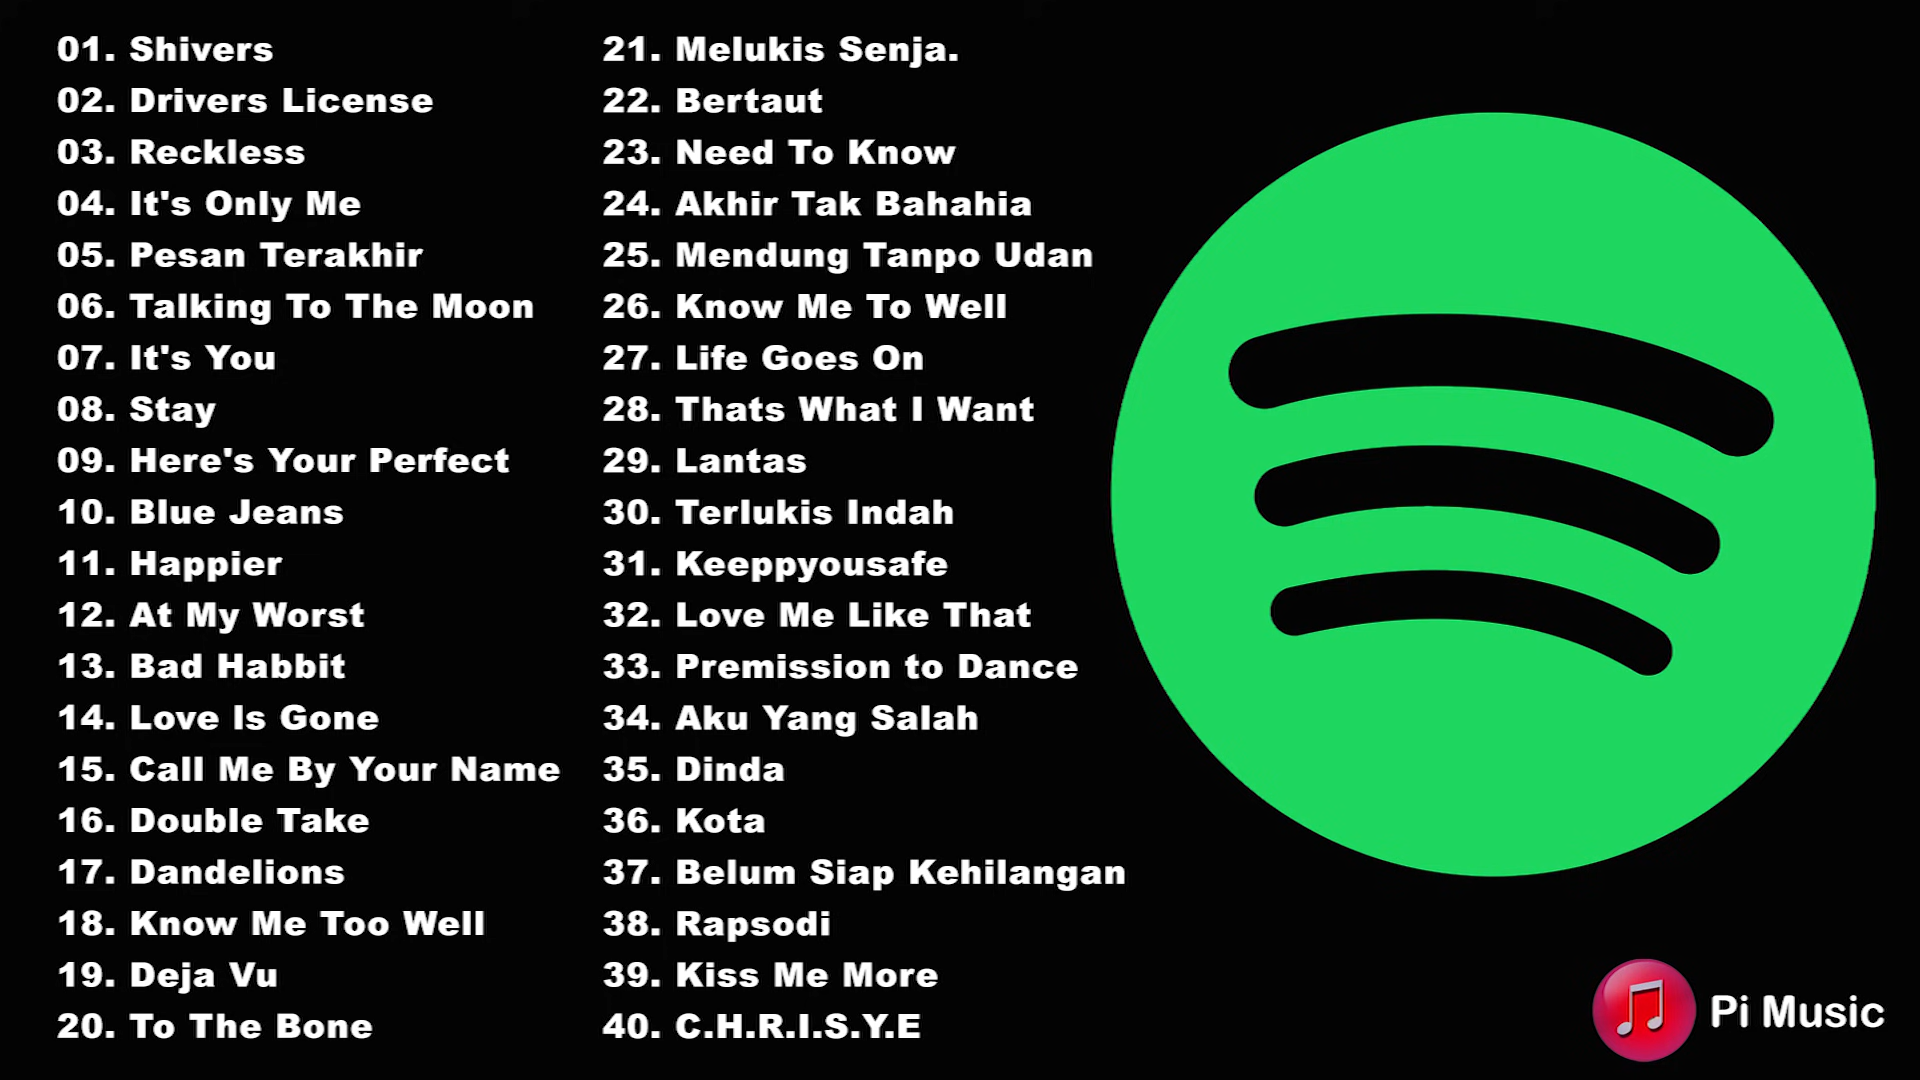 01. Shivers
02. Drivers License
03. Reckless
04. It's Only Me
05. Pesan Terakhir
06. Talking To The Moon
07. It's You
08. Stay
09. Here's Your Perfect
10. Blue Jeans
11. Happier
12. At My Worst
13. Bad Habbit
14. Love Is Gone
15. Call Me By Your Name
16. Double Take
17. Dandelions
18. Know Me Too Well
19. Deja Vu
20. To The Bone
21. Melukis Senja.
22. Bertaut
23. Need To Know
24. Akhir Tak Bahahia
25. Mendung Tanpo Udan
26. Know Me To Well
27. Life Goes On
28. Thats What I Want
29. Lantas
30. Terlukis Indah
31. Keeppyousafe
32. Love Me Like That
33. Premission to Dance
34. Aku Yang Salah
35. Dinda
36. Kota
37. Belum Siap Kehilangan
38. Rapsodi
39. Kiss Me More
40. C.H.R.I.S.Y.E
Pi Music